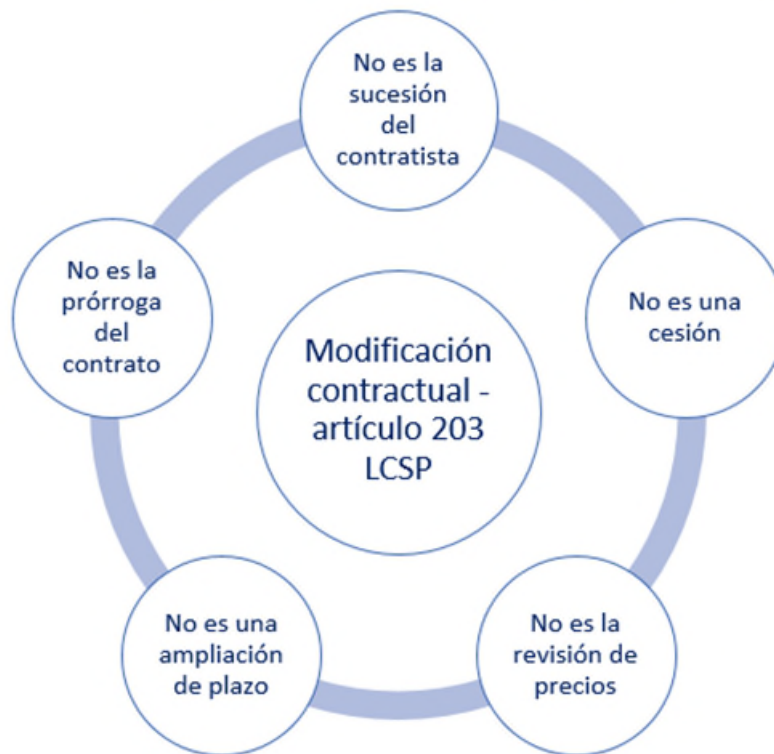 No es la
sucesión
del
contratista
No es una
cesión
No es la
revisión de
precios
No es una
ampliación
de plazo
No es la
prórroga
del
contrato
Modificación
contractual -
artículo 203
LCSP